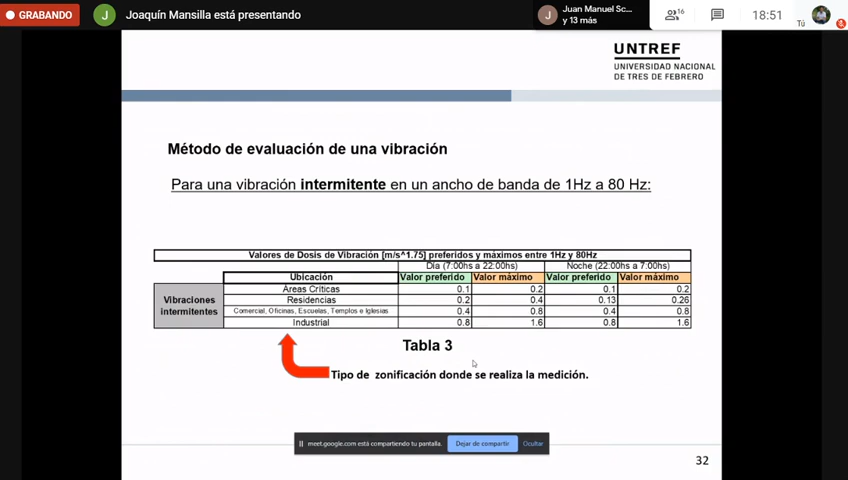 GRABANDO
J
Joaquín Mansilla está presentando
J
Juan Manuel Sc...
y 13 más
16
18:51
Tú
UNTREF
UNIVERSIDAD NACIONAL
DE TRES DE FEBRERO
Método de evaluación de una vibración
Para una vibración intermitente en un ancho de banda de 1Hz a 80 Hz:
Valores de Dosis de Vibración [m/s^1.75] preferidos y máximos entre 1Hz y 80Hz
Día (7:00hs a 22:00hs) Noche (22:00hs a 7:00hs)
Ubicación Valor preferido Valor máximo Valor preferido Valor máximo
Vibraciones intermitentes
Áreas Críticas 0.1 0.2 0.1 0.2
Residencias 0.2 0.4 0.13 0.26
Comercial, Oficinas, Escuelas, Templos e Iglesias 0.4 0.8 0.4 0.8
Industrial 0.8 1.6 0.8 1.6
Tabla 3
Tipo de zonificación donde se realiza la medición.
meet.google.com está compartiendo tu pantalla. Dejar de compartir Ocultar
32